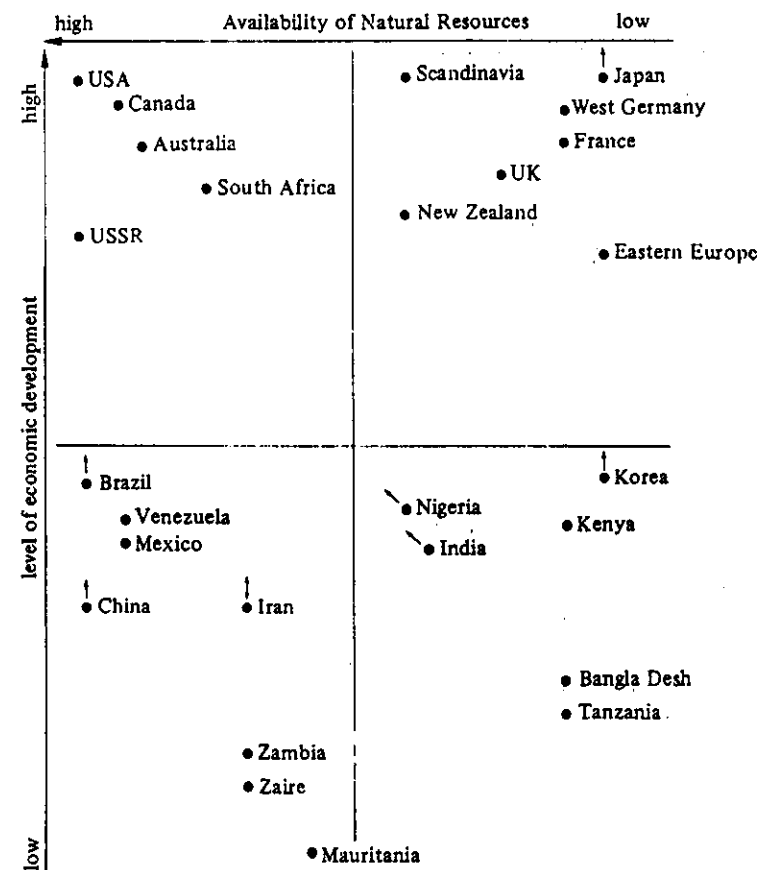 high Availability of Natural Resources low
high
level of economic development
low
USA
Scandinavia
Japan
Canada
West Germany
Australia
France
South Africa
UK
USSR
New Zealand
Eastern Europe
Brazil
Korea
Venezuela
Nigeria
Kenya
Mexico
India
China
Iran
Bangla Desh
Tanzania
Zambia
Zaire
Mauritania